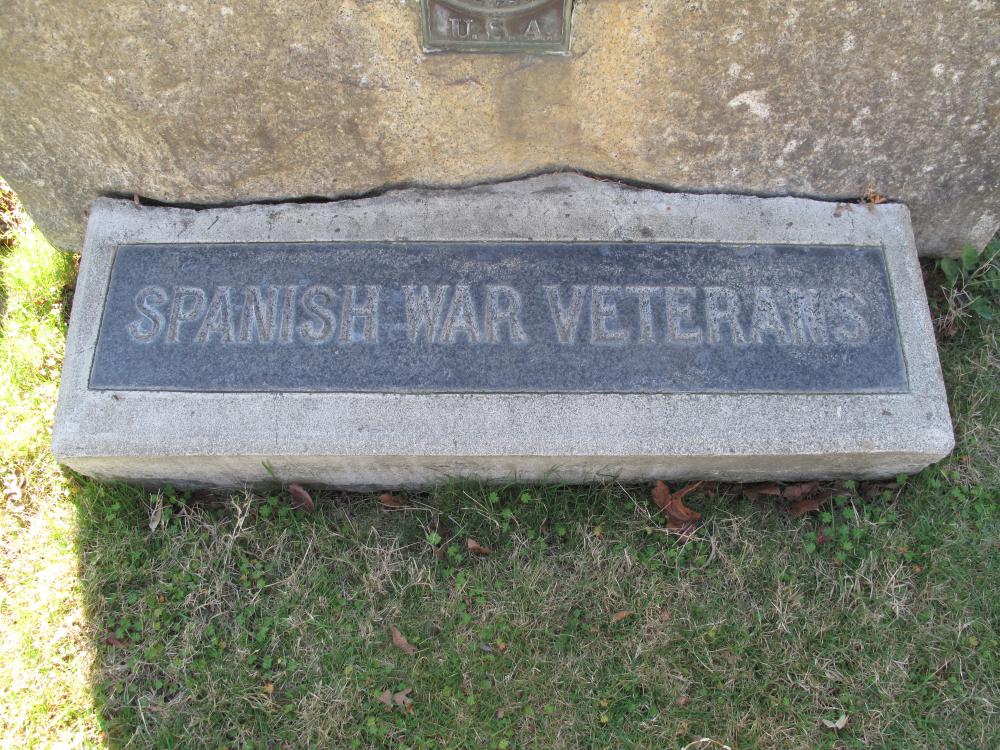 U. S. A.
SPANISH WAR VETERANS